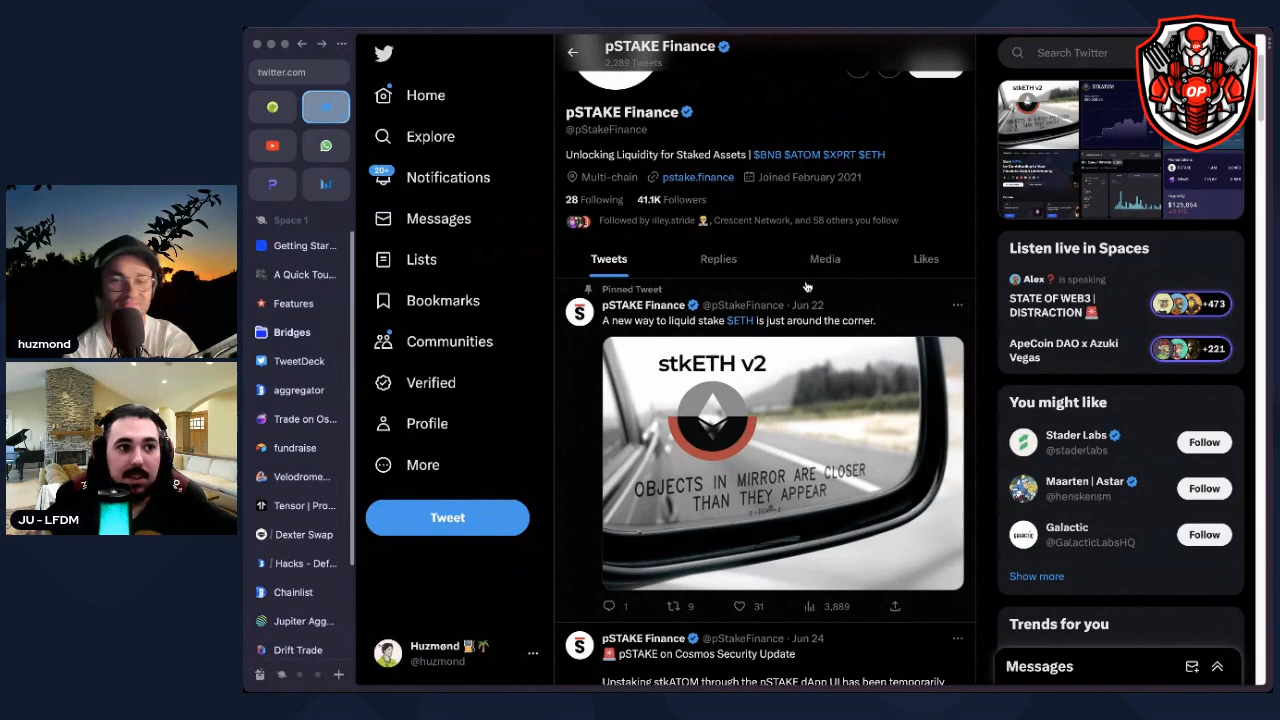 huzmond
JU - LFDM
twitter.com
Space 1
Getting Star...
A Quick Tou...
Features
Bridges
TweetDeck
aggregator
Trade on Os...
fundraise
Velodrome...
Tensor | Pro...
Dexter Swap
/ Hacks - Def...
Chainlist
Jupiter Agg...
Drift Trade
Home
Explore
20+
Notifications
Messages
Lists
Bookmarks
Communities
Verified
Profile
More
Tweet
Huzmønd
@huzmond
pSTAKE Finance
2,289 Tweets
pSTAKE Finance
@pStakeFinance
Unlocking Liquidity for Staked Assets | $BNB $ATOM $XPRT $ETH
Multi-chain pstake.finance Joined February 2021
28 Following 41.1K Followers
Followed by riley.stride, Crescent Network, and 58 others you follow
Tweets Replies Media Likes
Pinned Tweet
pSTAKE Finance @pStakeFinance · Jun 22
A new way to liquid stake $ETH is just around the corner.
stkETH v2
OBJECTS IN MIRROR ARE CLOSER
THAN THEY APPEAR
1 9 31 3,889
pSTAKE Finance @pStakeFinance · Jun 24
🚨 pSTAKE on Cosmos Security Update
Unstaking stkATOM through the pSTAKE dApp UI has been temporarily
Search Twitter
OP
stkETH v2
$125,854
Listen live in Spaces
Alex ❓ is speaking
STATE OF WEB3 |
DISTRACTION 🚨
+473
ApeCoin DAO x Azuki
Vegas
+221
You might like
Stader Labs
@staderlabs
Follow
Maarten | Astar
@henskensm
Follow
Galactic
@GalacticLabsHQ
Follow
Show more
Trends for you
Messages